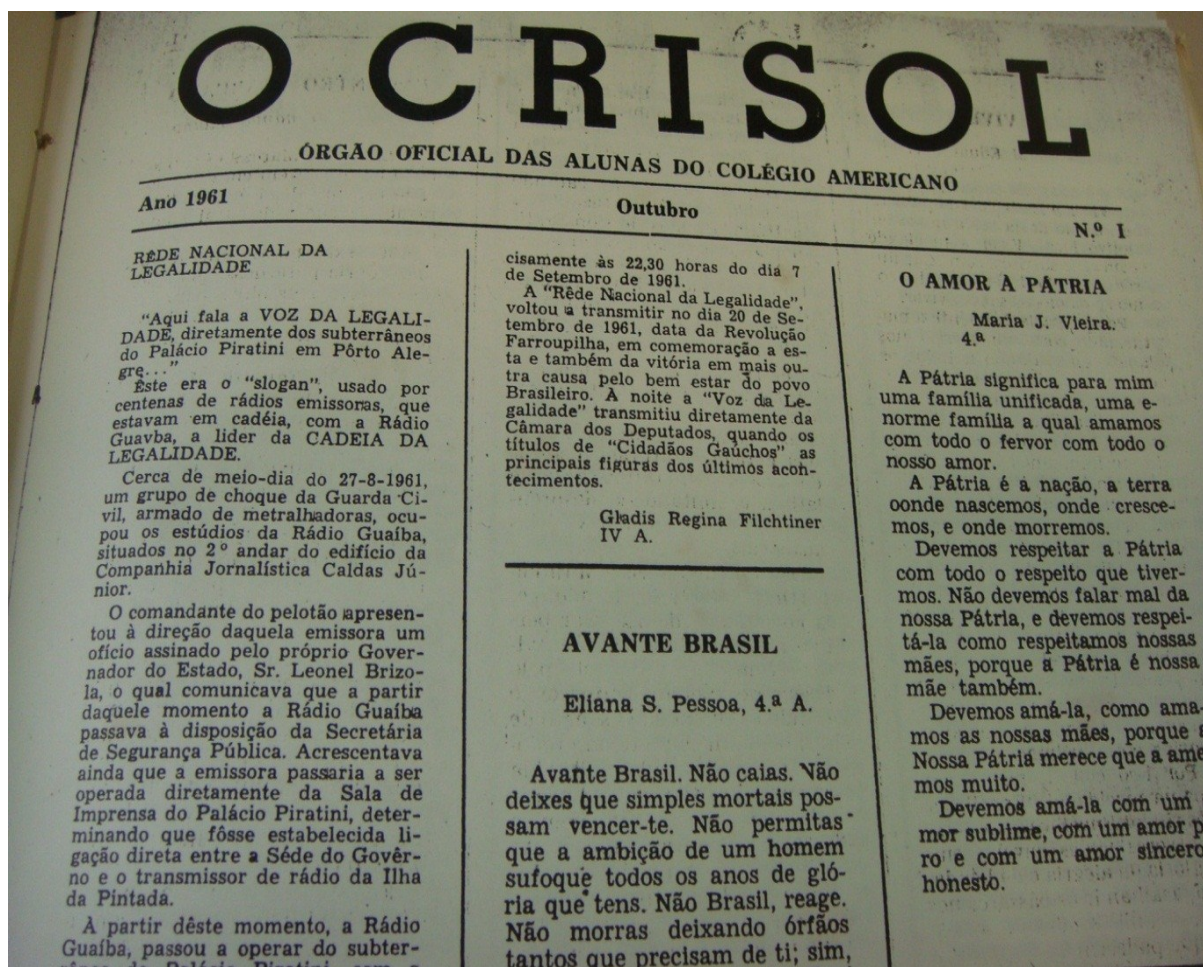 O CRISOL
ÓRGÃO OFICIAL DAS ALUNAS DO COLÉGIO AMERICANO
Ano 1961
Outubro
N.º I
RÊDE NACIONAL DA
LEGALIDADE
"Aqui fala a VOZ DA LEGALI-
DADE, diretamente dos subterrâneos
do Palácio Piratini em Pôrto Ale-
gre..."
Êste era o "slogan", usado por
centenas de rádios emissoras, que
estavam em cadéia, com a Rádio
Guavba, a lider da CADEIA DA
LEGALIDADE.
Cerca de meio-dia do 27-8-1961,
um grupo de choque da Guarda Ci-
vil, armado de metralhadoras, ocu-
pou os estúdios da Rádio Guaíba,
situados no 2º andar do edifício da
Companhia Jornalística Caldas Jú-
nior.
O comandante do pelotão apresen-
tou à direção daquela emissora um
ofício assinado pelo próprio Gover-
nador do Estado, Sr. Leonel Brizo-
la, o qual comunicava que a partir
daquele momento a Rádio Guaíba
passava à disposição da Secretária
de Segurança Pública. Acrescentava
ainda que a emissora passaria a ser
operada diretamente da Sala de
Imprensa do Palácio Piratini, deter-
minando que fôsse estabelecida li-
gação direta entre a Séde do Govêr-
no e o transmissor de rádio da Ilha
da Pintada.
À partir dêste momento, a Rádio
Guaíba, passou a operar do subter-
râneo do Palácio Piratini, com a
cisamente às 22,30 horas do dia 7
de Setembro de 1961.
A "Rêde Nacional da Legalidade",
voltou a transmitir no dia 20 de Se-
tembro de 1961, data da Revolução
Farroupilha, em comemoração a es-
ta e também da vitória em mais ou-
tra causa pelo bem estar do povo
Brasileiro. À noite a "Voz da Le-
galidade" transmitiu diretamente da
Câmara dos Deputados, quando os
títulos de "Cidadãos Gaúchos" as
principais figuras dos últimos acon-
tecimentos.
Gladis Regina Filchtiner
IV A.
AVANTE BRASIL
Eliana S. Pessoa, 4.ª A.
Avante Brasil. Não caias. Não
deixes que simples mortais pos-
sam vencer-te. Não permitas
que a ambição de um homem
sufoque todos os anos de gló-
ria que tens. Não Brasil, reage.
Não morras deixando órfãos
tantos que precisam de ti; sim,
O AMOR À PÁTRIA
Maria J. Vieira.
4.ª
A Pátria significa para mim
uma família unificada, uma e-
norme família a qual amamos
com todo o fervor com todo o
nosso amor.
A Pátria é a nação, a terra
oonde nascemos, onde cresce-
mos, e onde morremos.
Devemos respeitar a Pátria
com todo o respeito que tiver-
mos. Não devemos falar mal da
nossa Pátria, e devemos respei-
tá-la como respeitamos nossas
mães, porque a Pátria é nossa
mãe também.
Devemos amá-la, como ama-
mos as nossas mães, porque a
Nossa Pátria merece que a ame
mos muito.
Devemos amá-la com um
mor sublime, com um amor p
ro e com um amor sincero
honesto.